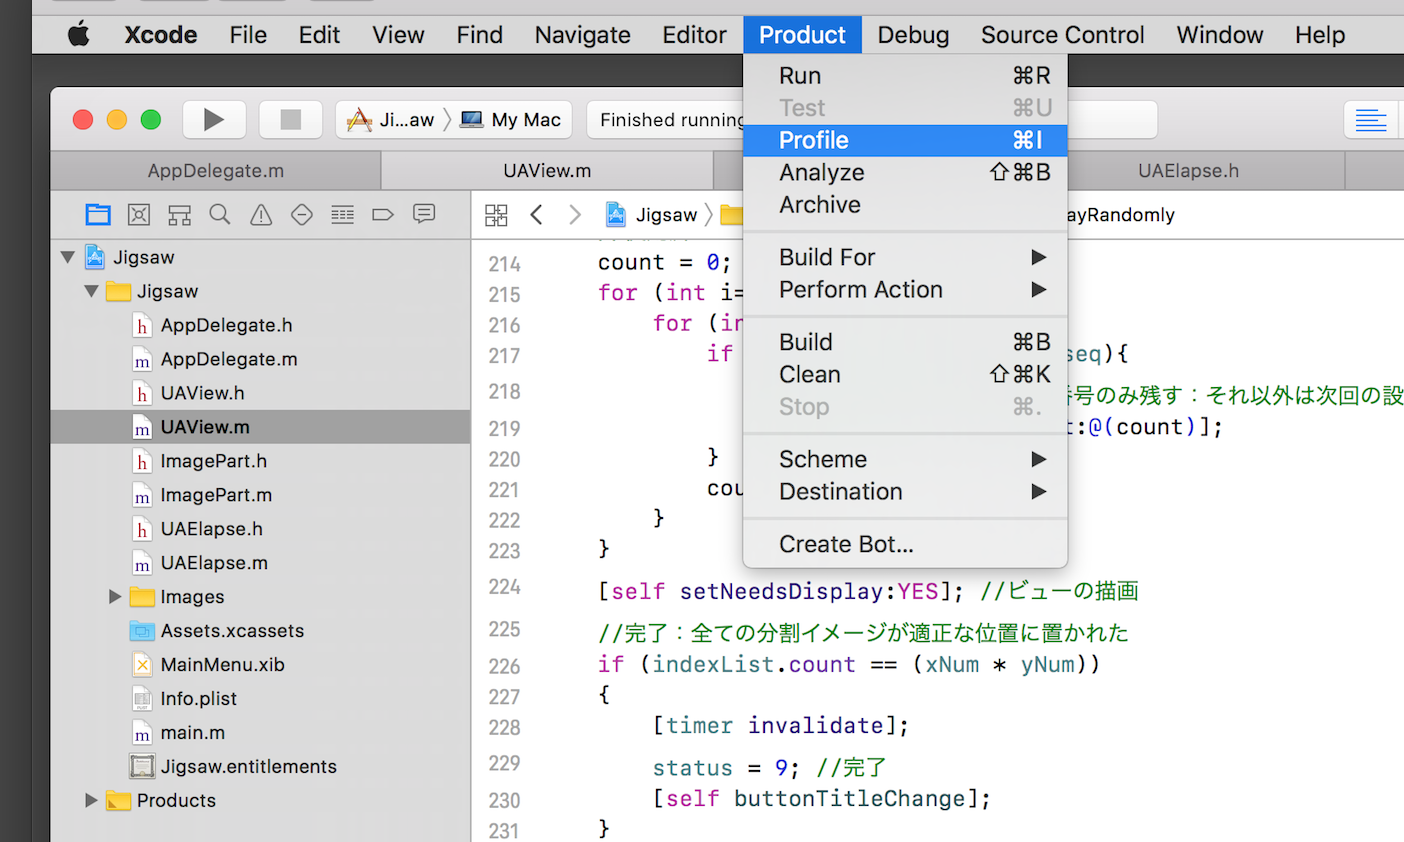 Xcode File Edit View Find Navigate Editor Product Debug Source Control Window Help
Run ⌘R
Test ⌘U
Profile ⌘I
Analyze ⇧⌘B
Archive
Build For ▶
Perform Action ▶
Build ⌘B
Clean ⇧⌘K
Stop ⌘.
Scheme ▶
Destination ▶
Create Bot...
Ji...aw 〉 My Mac
Finished running
AppDelegate.m UAView.m UAElapse.h
Jigsaw 〉 ayRandomly
Jigsaw
Jigsaw
h AppDelegate.h
m AppDelegate.m
h UAView.h
m UAView.m
h ImagePart.h
m ImagePart.m
h UAElapse.h
m UAElapse.m
Images
Assets.xcassets
MainMenu.xib
Info.plist
m main.m
Jigsaw.entitlements
Products
214 count = 0;
215 for (int i=
216 for (in
217 if seq){
218 番号のみ残す：それ以外は次回の設
219 t:@(count)];
220 }
221 cou
222 }
223 }
224 [self setNeedsDisplay:YES]; //ビューの描画
225 //完了：全ての分割イメージが適正な位置に置かれた
226 if (indexList.count == (xNum * yNum))
227 {
228 [timer invalidate];
229 status = 9; //完了
230 [self buttonTitleChange];
231 }